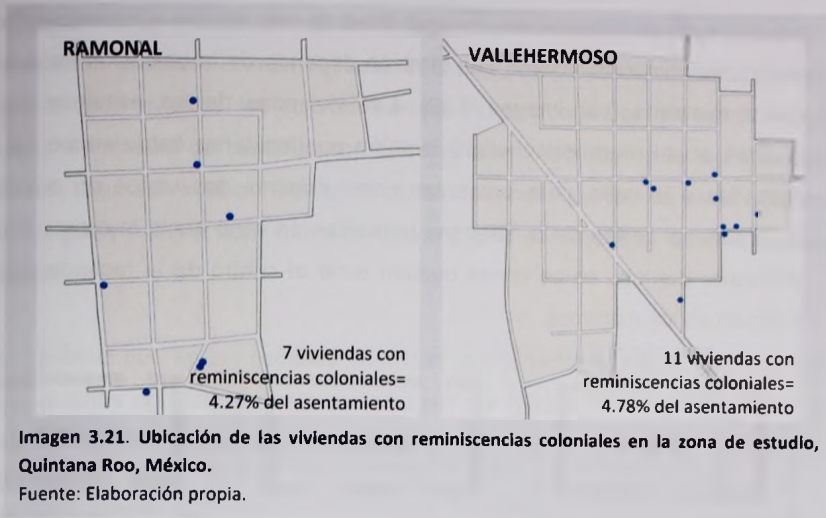 RAMONAL
7 viviendas con
reminiscencias coloniales=
4.27% del asentamiento
VALLEHERMOSO
11 viviendas con
reminiscencias coloniales=
4.78% del asentamiento
Imagen 3.21. Ubicación de las viviendas con reminiscencias coloniales en la zona de estudio,
Quintana Roo, México.
Fuente: Elaboración propia.